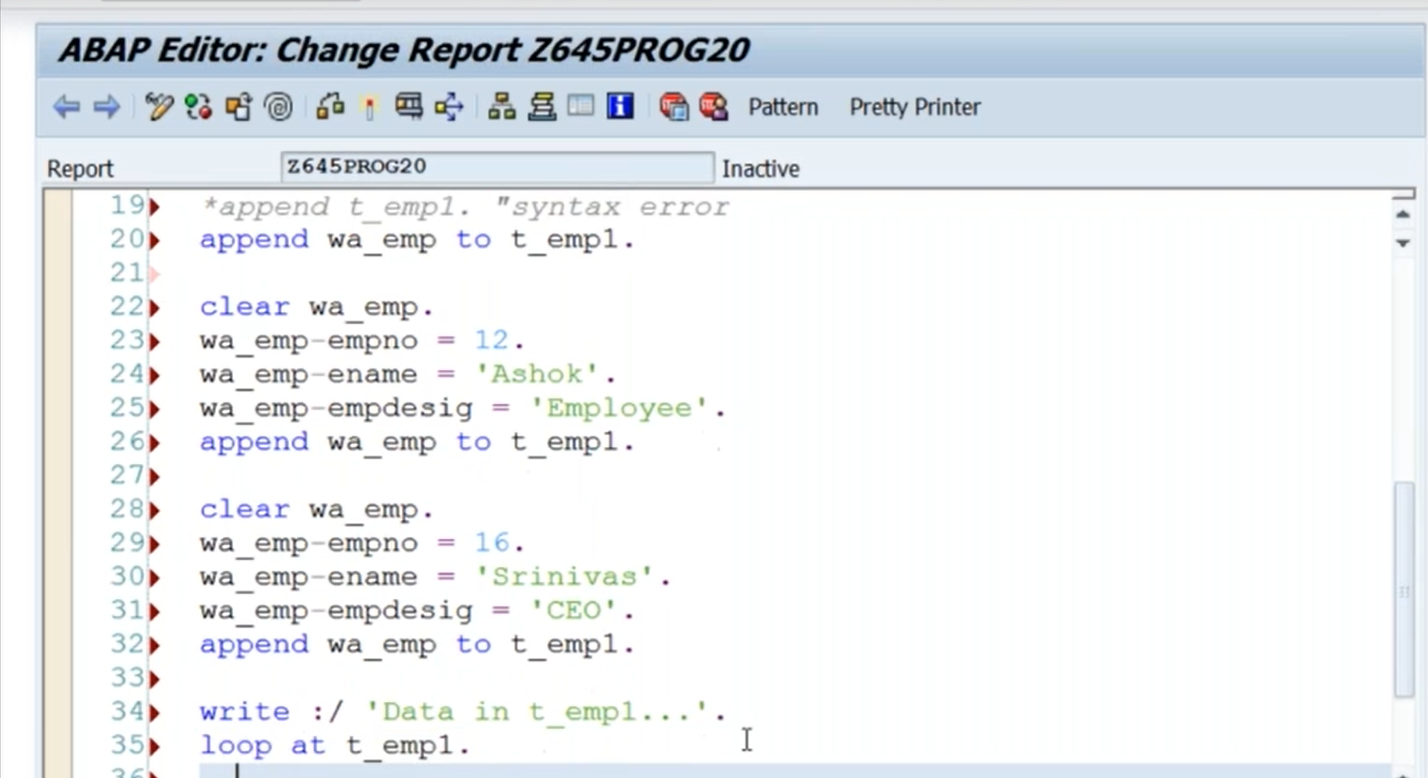 ABAP Editor: Change Report Z645PROG20
Pattern Pretty Printer
Report Z645PROG20 Inactive
19 *append t_emp1. "syntax error
20 append wa_emp to t_emp1.
21
22 clear wa_emp.
23 wa_emp-empno = 12.
24 wa_emp-ename = 'Ashok'.
25 wa_emp-empdesig = 'Employee'.
26 append wa_emp to t_emp1.
27
28 clear wa_emp.
29 wa_emp-empno = 16.
30 wa_emp-ename = 'Srinivas'.
31 wa_emp-empdesig = 'CEO'.
32 append wa_emp to t_emp1.
33
34 write :/ 'Data in t_emp1...'.
35 loop at t_emp1.
36